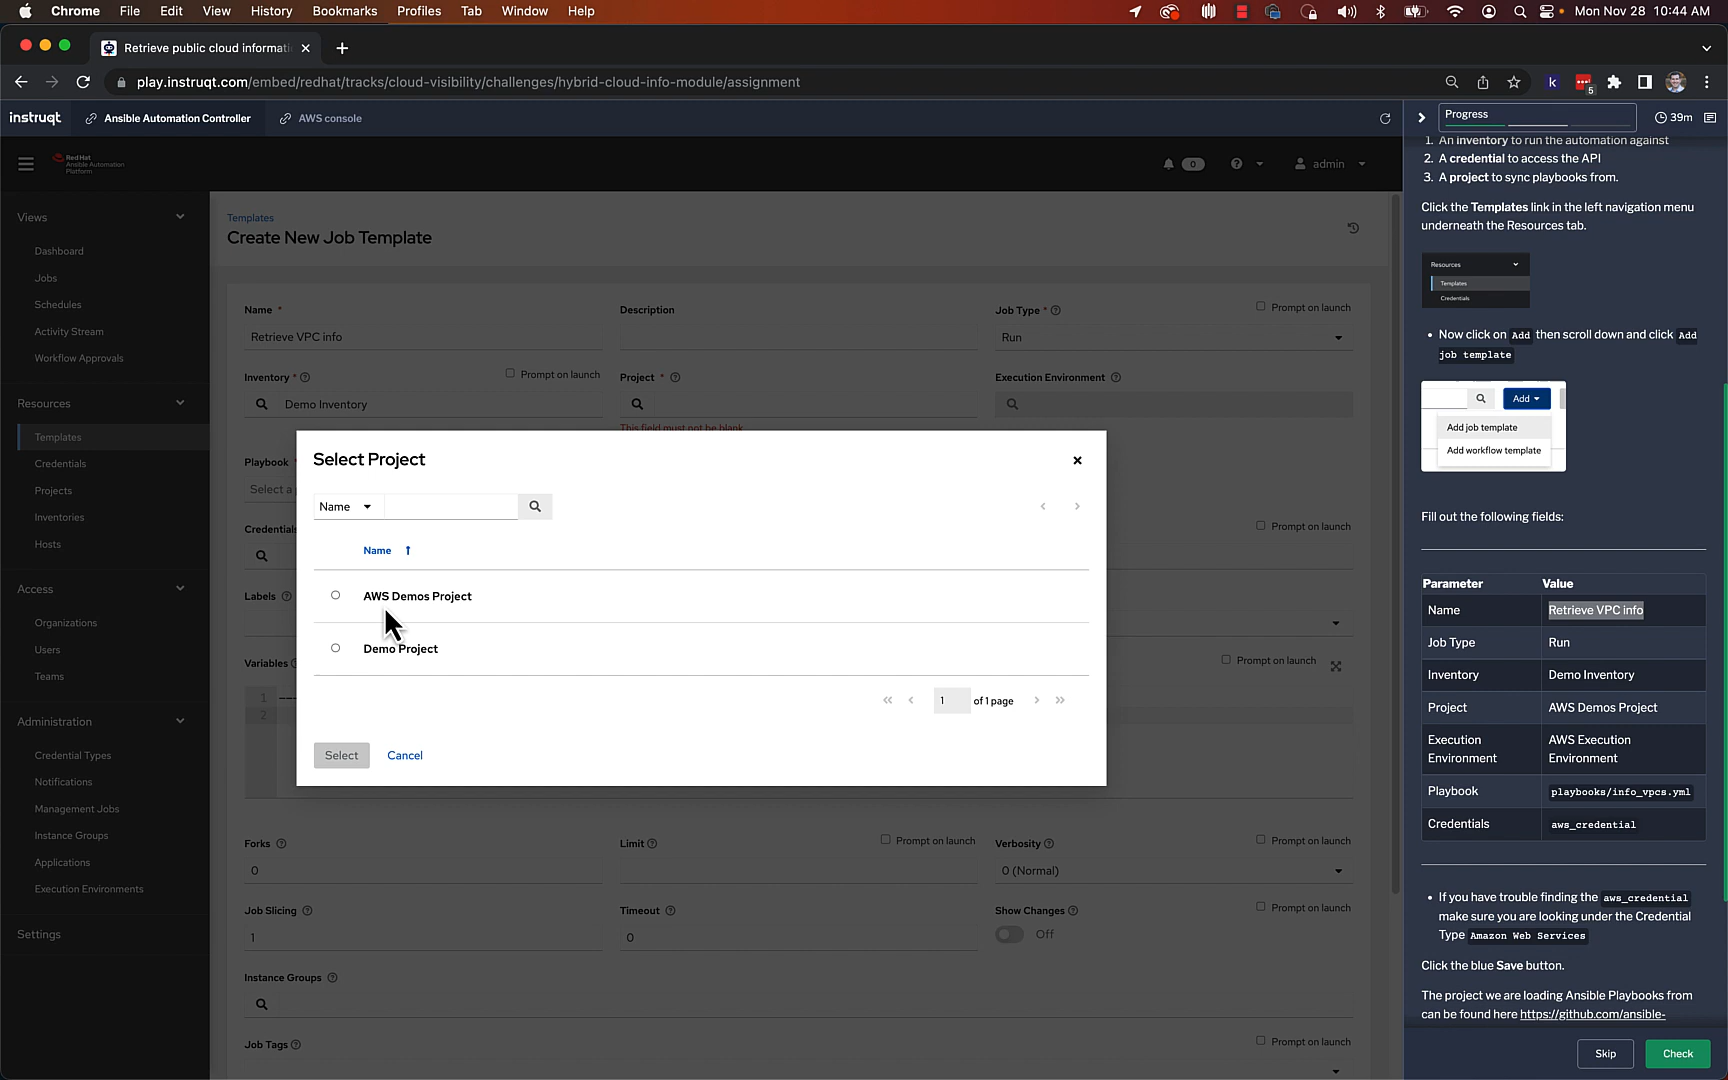 Chrome File Edit View History Bookmarks Profiles Tab Window Help Mon Nov 28 10:44 AM
Retrieve public cloud informati
play.instruqt.com/embed/redhat/tracks/cloud-visibility/challenges/hybrid-cloud-info-module/assignment
5
instruqt Ansible Automation Controller AWS console
Progress
39m
Red Hat
Ansible Automation
Platform
0
admin
Views
Dashboard
Jobs
Schedules
Activity Stream
Workflow Approvals
Resources
Templates
Credentials
Projects
Inventories
Hosts
Access
Organizations
Users
Teams
Administration
Credential Types
Notifications
Management Jobs
Instance Groups
Applications
Execution Environments
Settings
Templates
Create New Job Template
Name *
Retrieve VPC info
Description
Job Type *
Prompt on launch
Run
Inventory *
Prompt on launch
Demo Inventory
Project *
This field must not be blank
Execution Environment
Playbook
Select a
Credentials
Prompt on launch
Labels
Variables
Prompt on launch
1 ---
2
Select Project
Name
Name
AWS Demos Project
Demo Project
1 of 1 page
Select Cancel
Forks
0
Limit
Prompt on launch
Verbosity
Prompt on launch
0 (Normal)
Job Slicing
1
Timeout
0
Show Changes
Prompt on launch
Off
Instance Groups
Job Tags
Prompt on launch
1. An inventory to run the automation against
2. A credential to access the API
3. A project to sync playbooks from.
Click the Templates link in the left navigation menu
underneath the Resources tab.
Resources
Templates
Credentials
• Now click on Add then scroll down and click Add
job template
Add
Add job template
Add workflow template
Fill out the following fields:
Parameter Value
Name Retrieve VPC info
Job Type Run
Inventory Demo Inventory
Project AWS Demos Project
Execution Environment AWS Execution Environment
Playbook playbooks/info_vpcs.yml
Credentials aws_credential
• If you have trouble finding the aws_credential
make sure you are looking under the Credential
Type Amazon Web Services
Click the blue Save button.
The project we are loading Ansible Playbooks from
can be found here https://github.com/ansible-
Skip Check